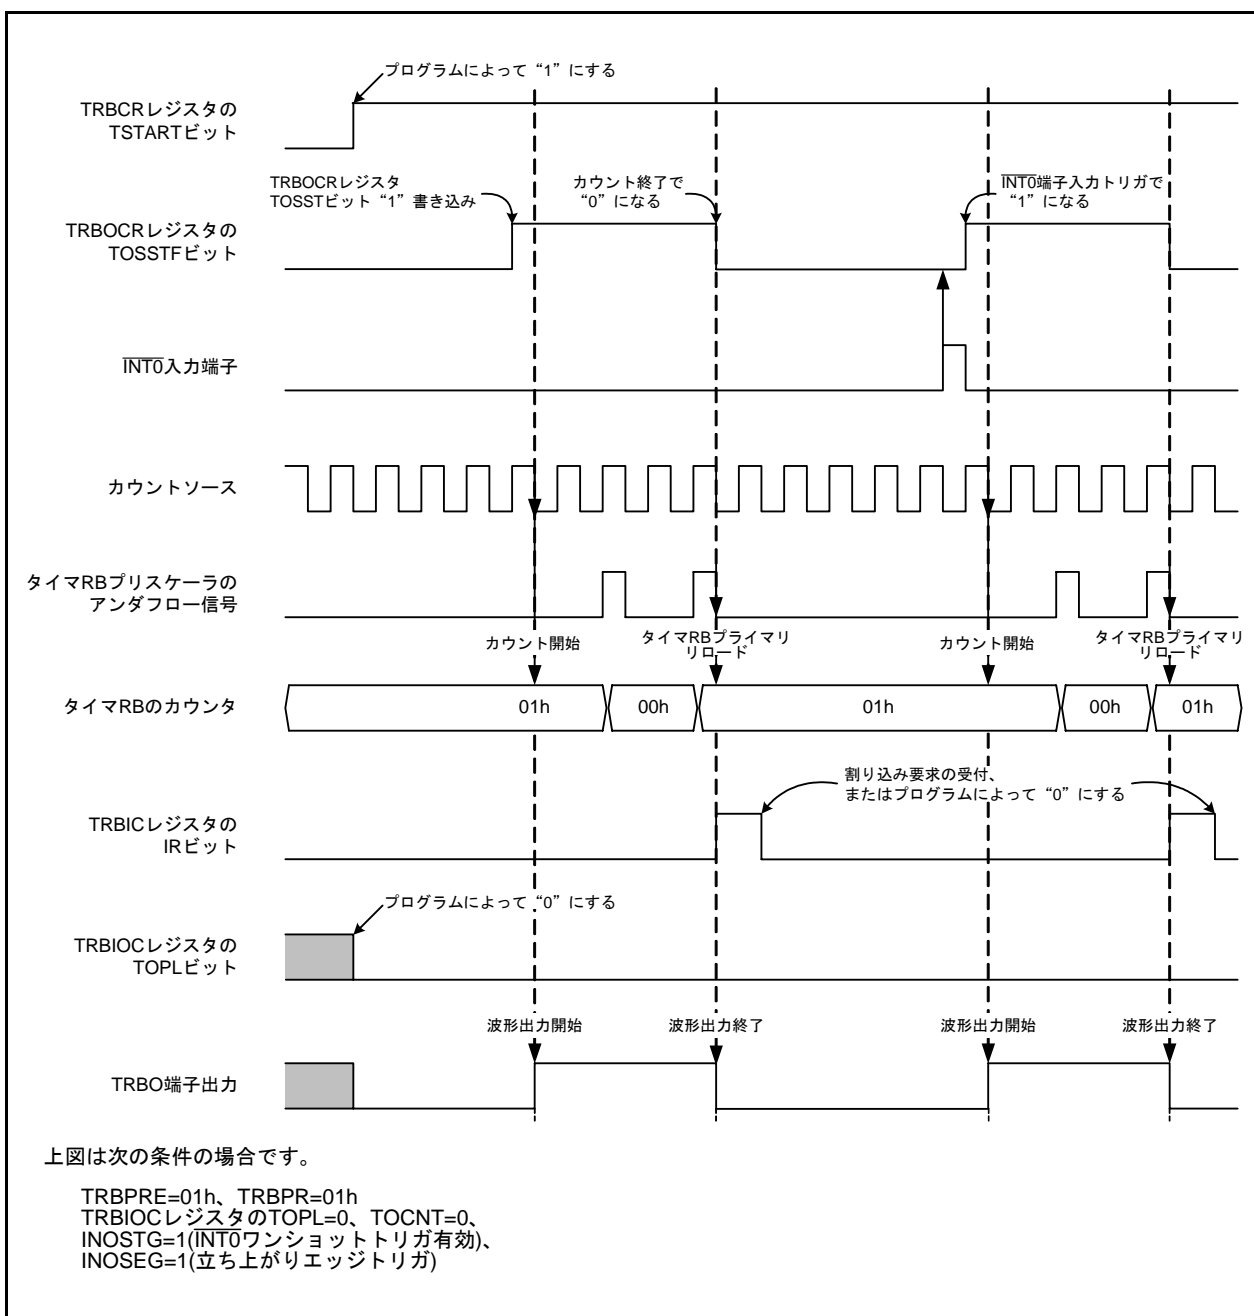 プログラムによって“1”にする
TRBCRレジスタの
TSTARTビット
TRBOCRレジスタ
TOSSTビット“1”書き込み
カウント終了で
“0”になる
INT0端子入力トリガで
“1”になる
TRBOCRレジスタの
TOSSTFビット
INT0入力端子
カウントソース
タイマRBプリスケーラの
アンダフロー信号
カウント開始
タイマRBプライマリ
リロード
カウント開始
タイマRBプライマリ
リロード
タイマRBのカウンタ
01h
00h
01h
00h
01h
割り込み要求の受付、
またはプログラムによって“0”にする
TRBICレジスタの
IRビット
プログラムによって“0”にする
TRBIOCレジスタの
TOPLビット
波形出力開始
波形出力終了
波形出力開始
波形出力終了
TRBO端子出力
上図は次の条件の場合です。
TRBPRE=01h、TRBPR=01h
TRBIOCレジスタのTOPL=0、TOCNT=0、
INOSTG=1(INT0ワンショットトリガ有効)、
INOSEG=1(立ち上がりエッジトリガ)